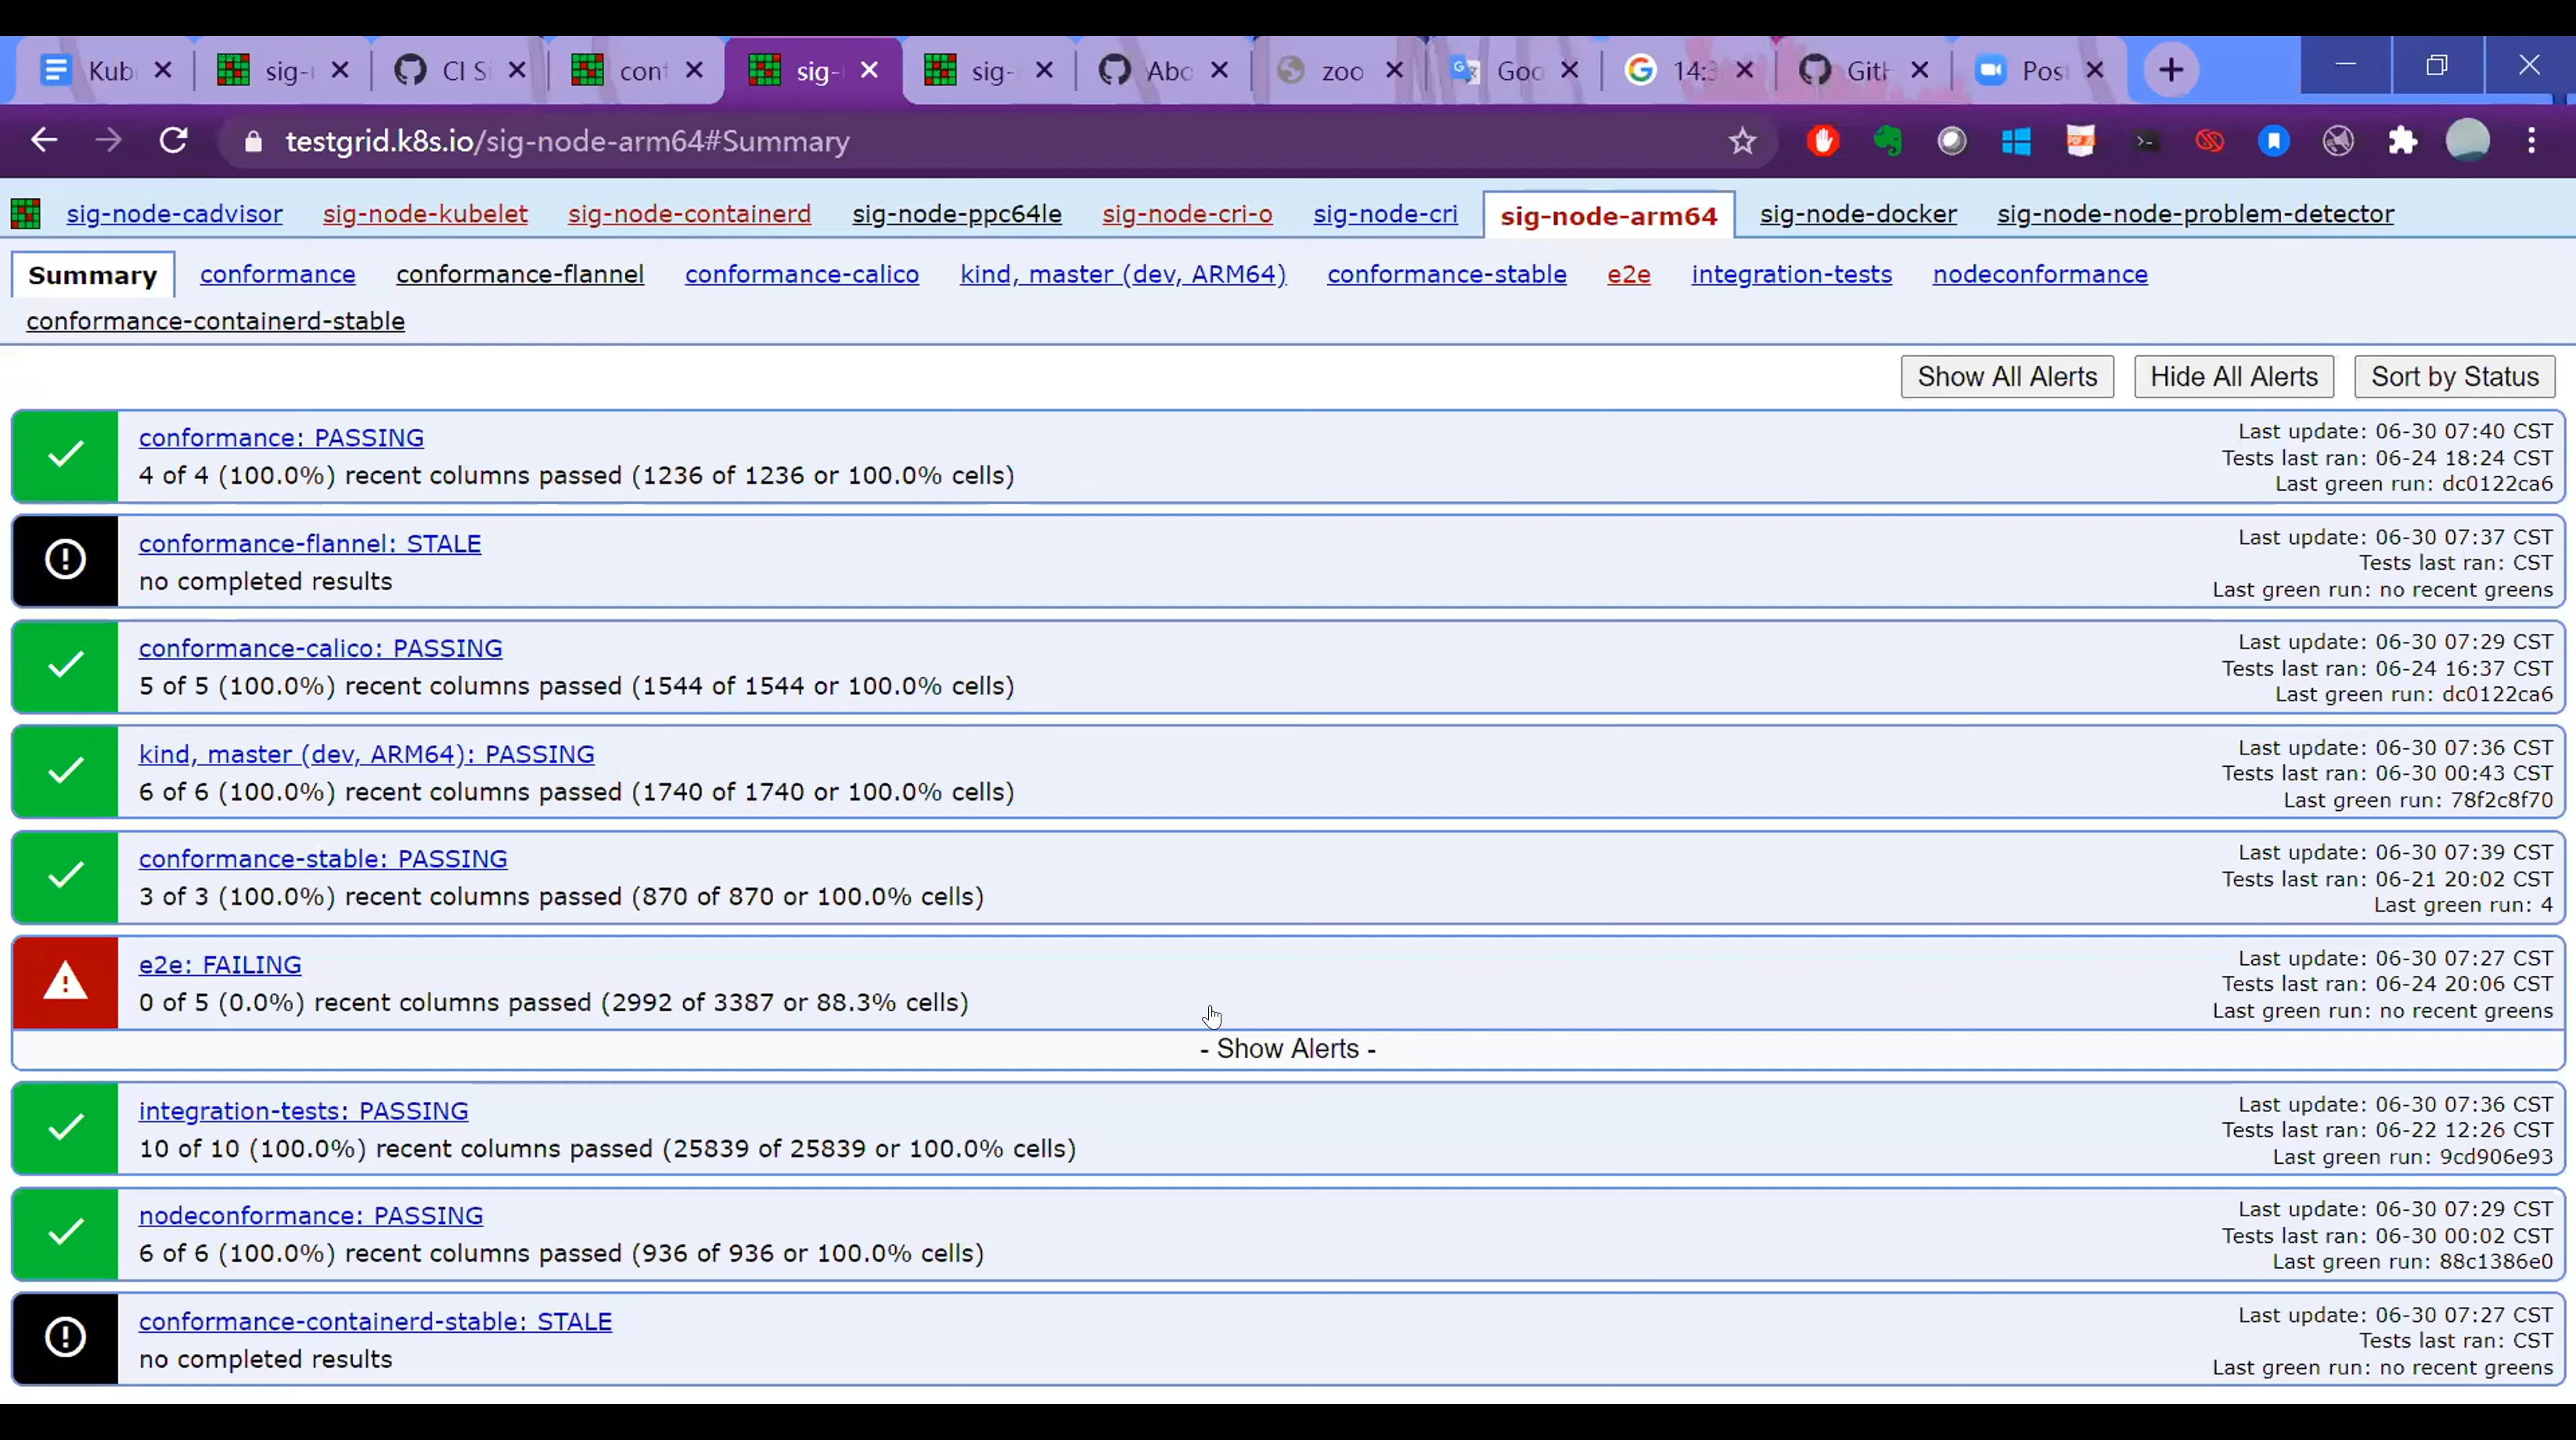 Kub sig- CI S con sig- sig- Abc zoo Goo 14:3 Git Pos
testgrid.k8s.io/sig-node-arm64#Summary
sig-node-cadvisor sig-node-kubelet sig-node-containerd sig-node-ppc64le sig-node-cri-o sig-node-cri sig-node-arm64 sig-node-docker sig-node-node-problem-detector
Summary conformance conformance-flannel conformance-calico kind, master (dev, ARM64) conformance-stable e2e integration-tests nodeconformance
conformance-containerd-stable
Show All Alerts Hide All Alerts Sort by Status
conformance: PASSING
4 of 4 (100.0%) recent columns passed (1236 of 1236 or 100.0% cells)
Last update: 06-30 07:40 CST
Tests last ran: 06-24 18:24 CST
Last green run: dc0122ca6
conformance-flannel: STALE
no completed results
Last update: 06-30 07:37 CST
Tests last ran: CST
Last green run: no recent greens
conformance-calico: PASSING
5 of 5 (100.0%) recent columns passed (1544 of 1544 or 100.0% cells)
Last update: 06-30 07:29 CST
Tests last ran: 06-24 16:37 CST
Last green run: dc0122ca6
kind, master (dev, ARM64): PASSING
6 of 6 (100.0%) recent columns passed (1740 of 1740 or 100.0% cells)
Last update: 06-30 07:36 CST
Tests last ran: 06-30 00:43 CST
Last green run: 78f2c8f70
conformance-stable: PASSING
3 of 3 (100.0%) recent columns passed (870 of 870 or 100.0% cells)
Last update: 06-30 07:39 CST
Tests last ran: 06-21 20:02 CST
Last green run: 4
e2e: FAILING
0 of 5 (0.0%) recent columns passed (2992 of 3387 or 88.3% cells)
Last update: 06-30 07:27 CST
Tests last ran: 06-24 20:06 CST
Last green run: no recent greens
- Show Alerts -
integration-tests: PASSING
10 of 10 (100.0%) recent columns passed (25839 of 25839 or 100.0% cells)
Last update: 06-30 07:36 CST
Tests last ran: 06-22 12:26 CST
Last green run: 9cd906e93
nodeconformance: PASSING
6 of 6 (100.0%) recent columns passed (936 of 936 or 100.0% cells)
Last update: 06-30 07:29 CST
Tests last ran: 06-30 00:02 CST
Last green run: 88c1386e0
conformance-containerd-stable: STALE
no completed results
Last update: 06-30 07:27 CST
Tests last ran: CST
Last green run: no recent greens